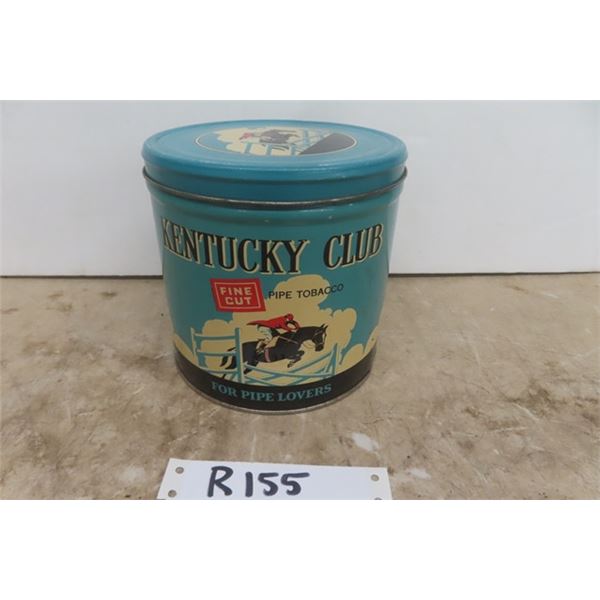 KENTUCKY CLUB
FINE
CUT
PIPE TOBACCO
FOR PIPE LOVERS
R155